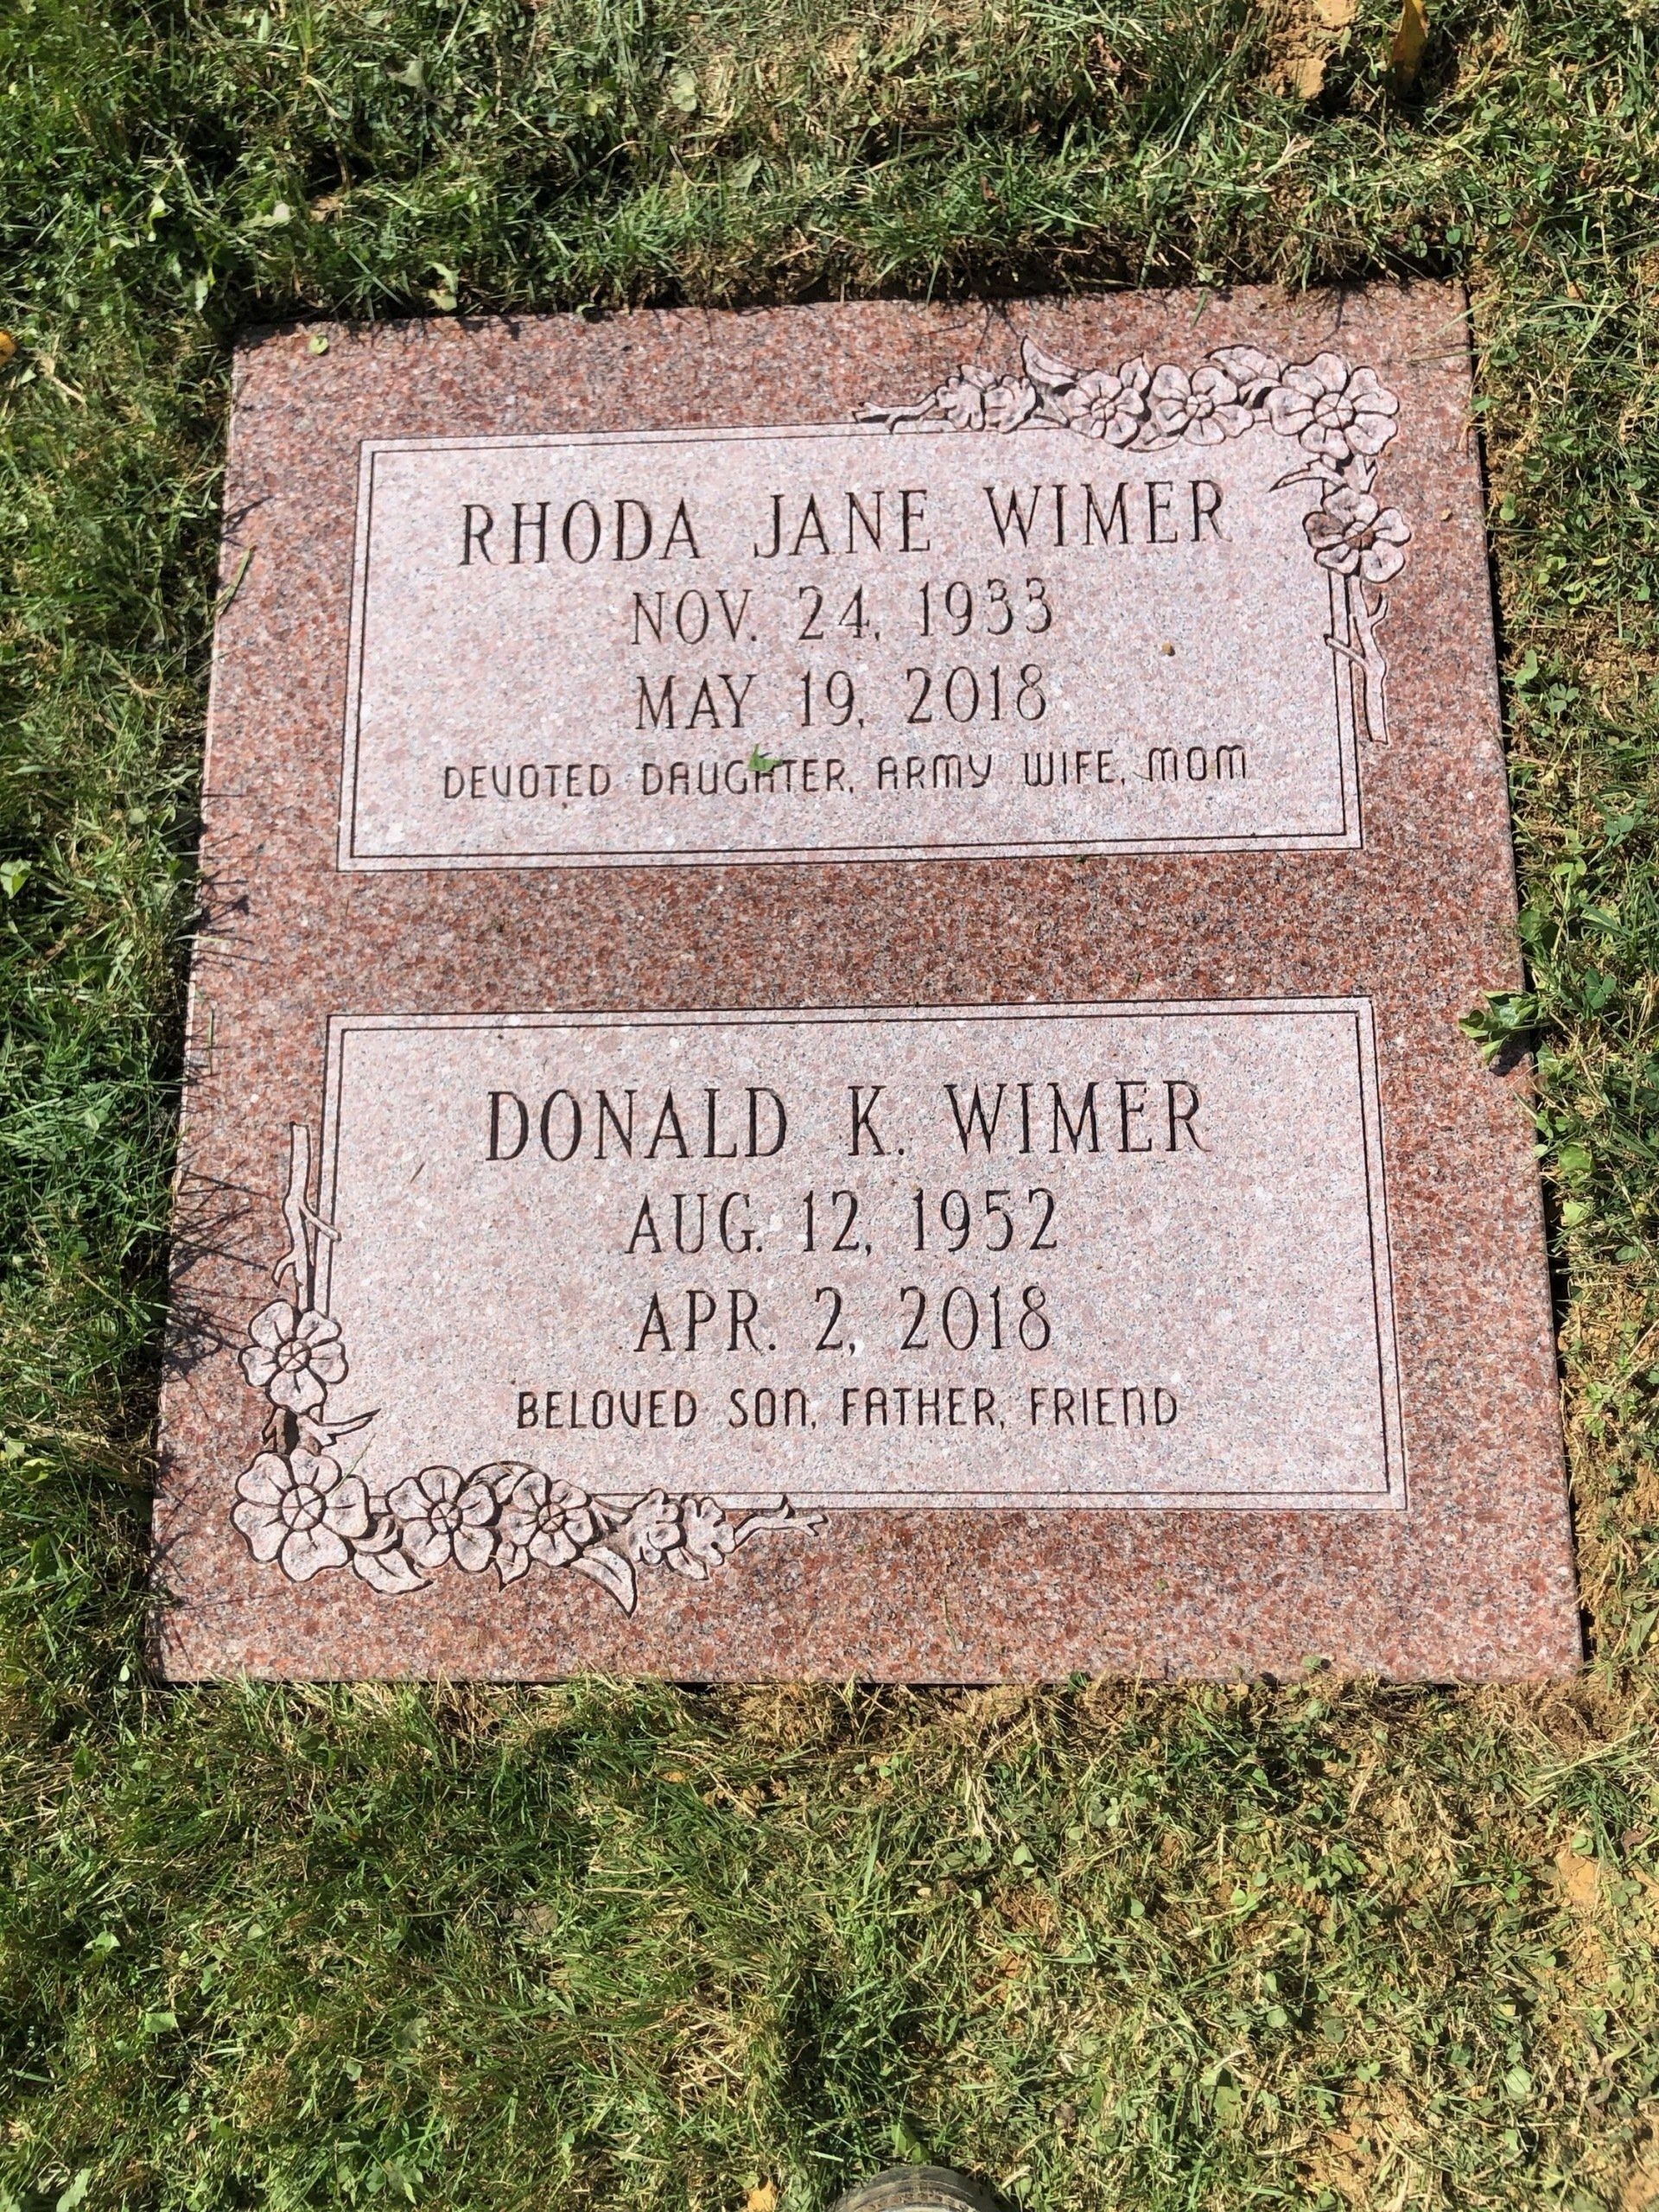 RHODA JANE WIMER
NOV. 24, 1933
MAY 19, 2018
DEVOTED DAUGHTER, ARMY WIFE, MOM
DONALD K. WIMER
AUG. 12, 1952
APR. 2, 2018
BELOVED SON, FATHER, FRIEND